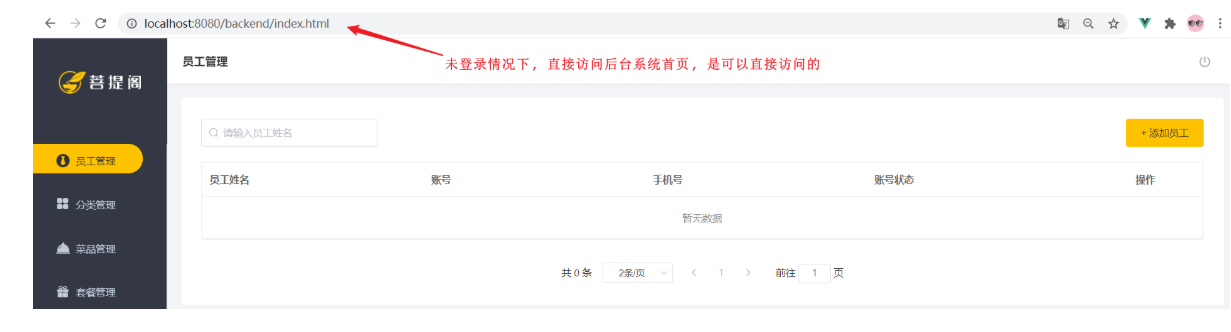 localhost:8080/backend/index.html
菩提阁
员工管理
未登录情况下，直接访问后台系统首页，是可以直接访问的
请输入员工姓名
+ 添加员工
员工管理
员工姓名 账号 手机号 账号状态 操作
分类管理
暂无数据
菜品管理
共 0 条 2条/页 < 1 > 前往 1 页
套餐管理